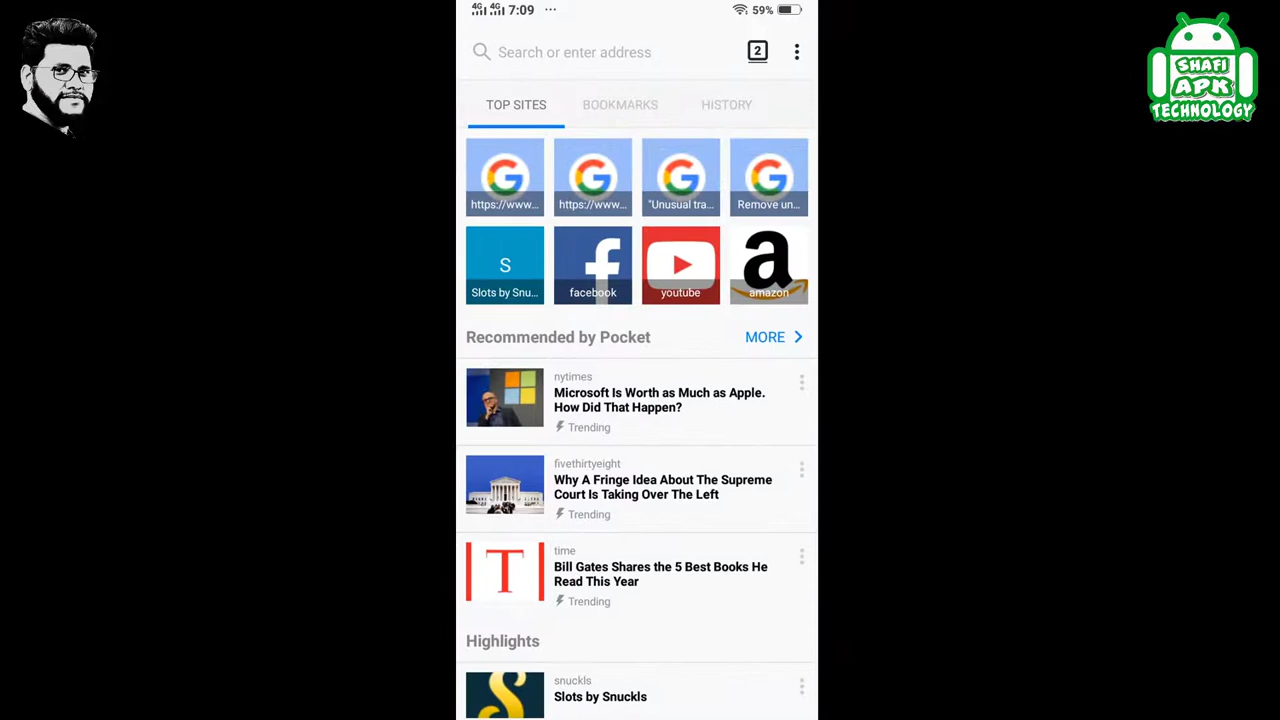 4G 4G 7:09 ... 59%
Search or enter address 2
TOP SITES BOOKMARKS HISTORY
https://www... https://www... "Unusual tra... Remove un...
S
Slots by Snu... facebook youtube amazon
Recommended by Pocket MORE
nytimes
Microsoft Is Worth as Much as Apple.
How Did That Happen?
Trending
fivethirtyeight
Why A Fringe Idea About The Supreme
Court Is Taking Over The Left
Trending
time
Bill Gates Shares the 5 Best Books He
Read This Year
Trending
Highlights
snuckls
Slots by Snuckls
SHAFI
APK
TECHNOLOGY